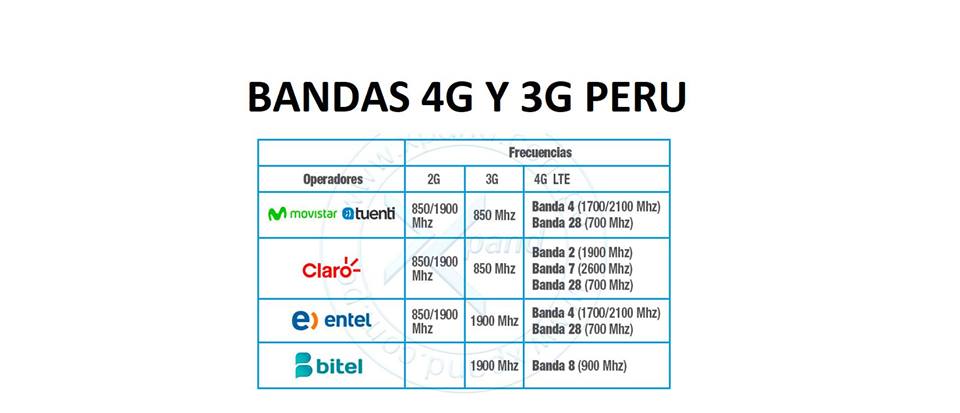 BANDAS 4G Y 3G PERU
Frecuencias
Operadores 2G 3G 4G LTE
movistar tuenti 850/1900 Mhz 850 Mhz Banda 4 (1700/2100 Mhz)
Banda 28 (700 Mhz)
Claro 850/1900 Mhz 850 Mhz Banda 2 (1900 Mhz)
Banda 7 (2600 Mhz)
Banda 28 (700 Mhz)
entel 850/1900 Mhz 1900 Mhz Banda 4 (1700/2100 Mhz)
Banda 28 (700 Mhz)
bitel 1900 Mhz Banda 8 (900 Mhz)